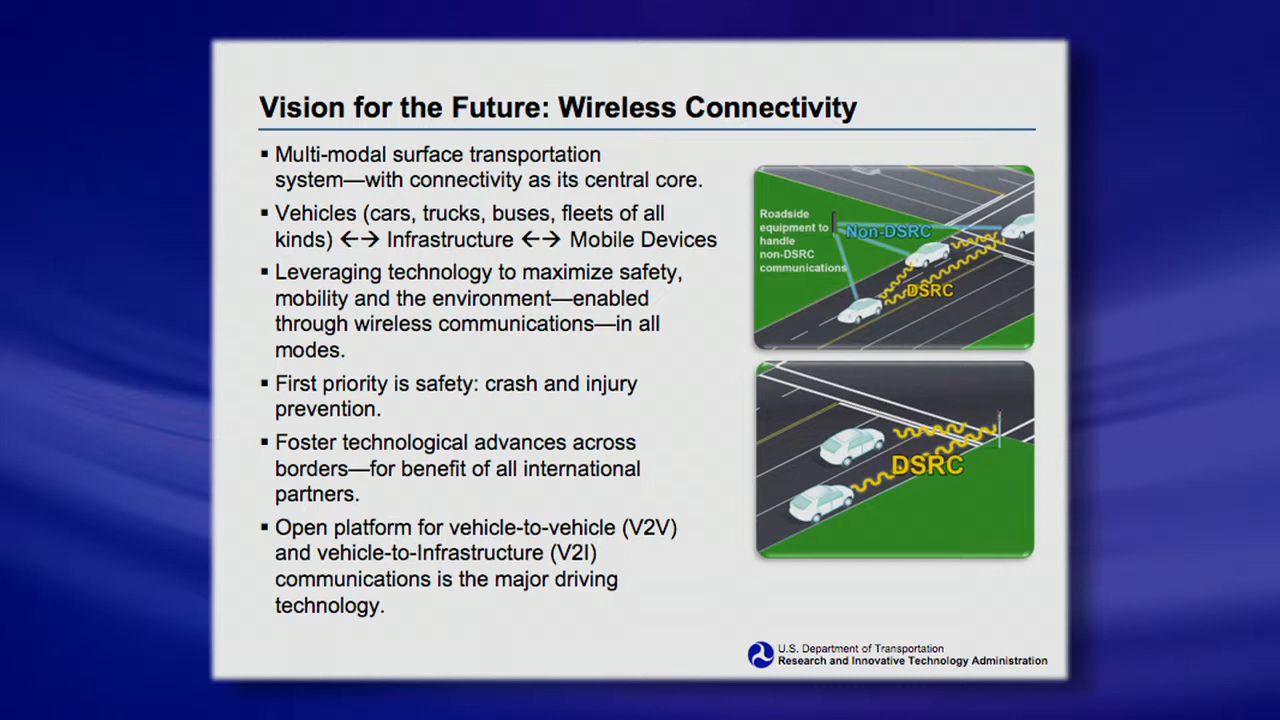 Vision for the Future: Wireless Connectivity
▪ Multi-modal surface transportation
system—with connectivity as its central core.
▪ Vehicles (cars, trucks, buses, fleets of all
kinds) ←→ Infrastructure ←→ Mobile Devices
▪ Leveraging technology to maximize safety,
mobility and the environment—enabled
through wireless communications—in all
modes.
▪ First priority is safety: crash and injury
prevention.
▪ Foster technological advances across
borders—for benefit of all international
partners.
▪ Open platform for vehicle-to-vehicle (V2V)
and vehicle-to-Infrastructure (V2I)
communications is the major driving
technology.
Roadside
equipment to
handle
non-DSRC
communications
Non-DSRC
DSRC
DSRC
U.S. Department of Transportation
Research and Innovative Technology Administration